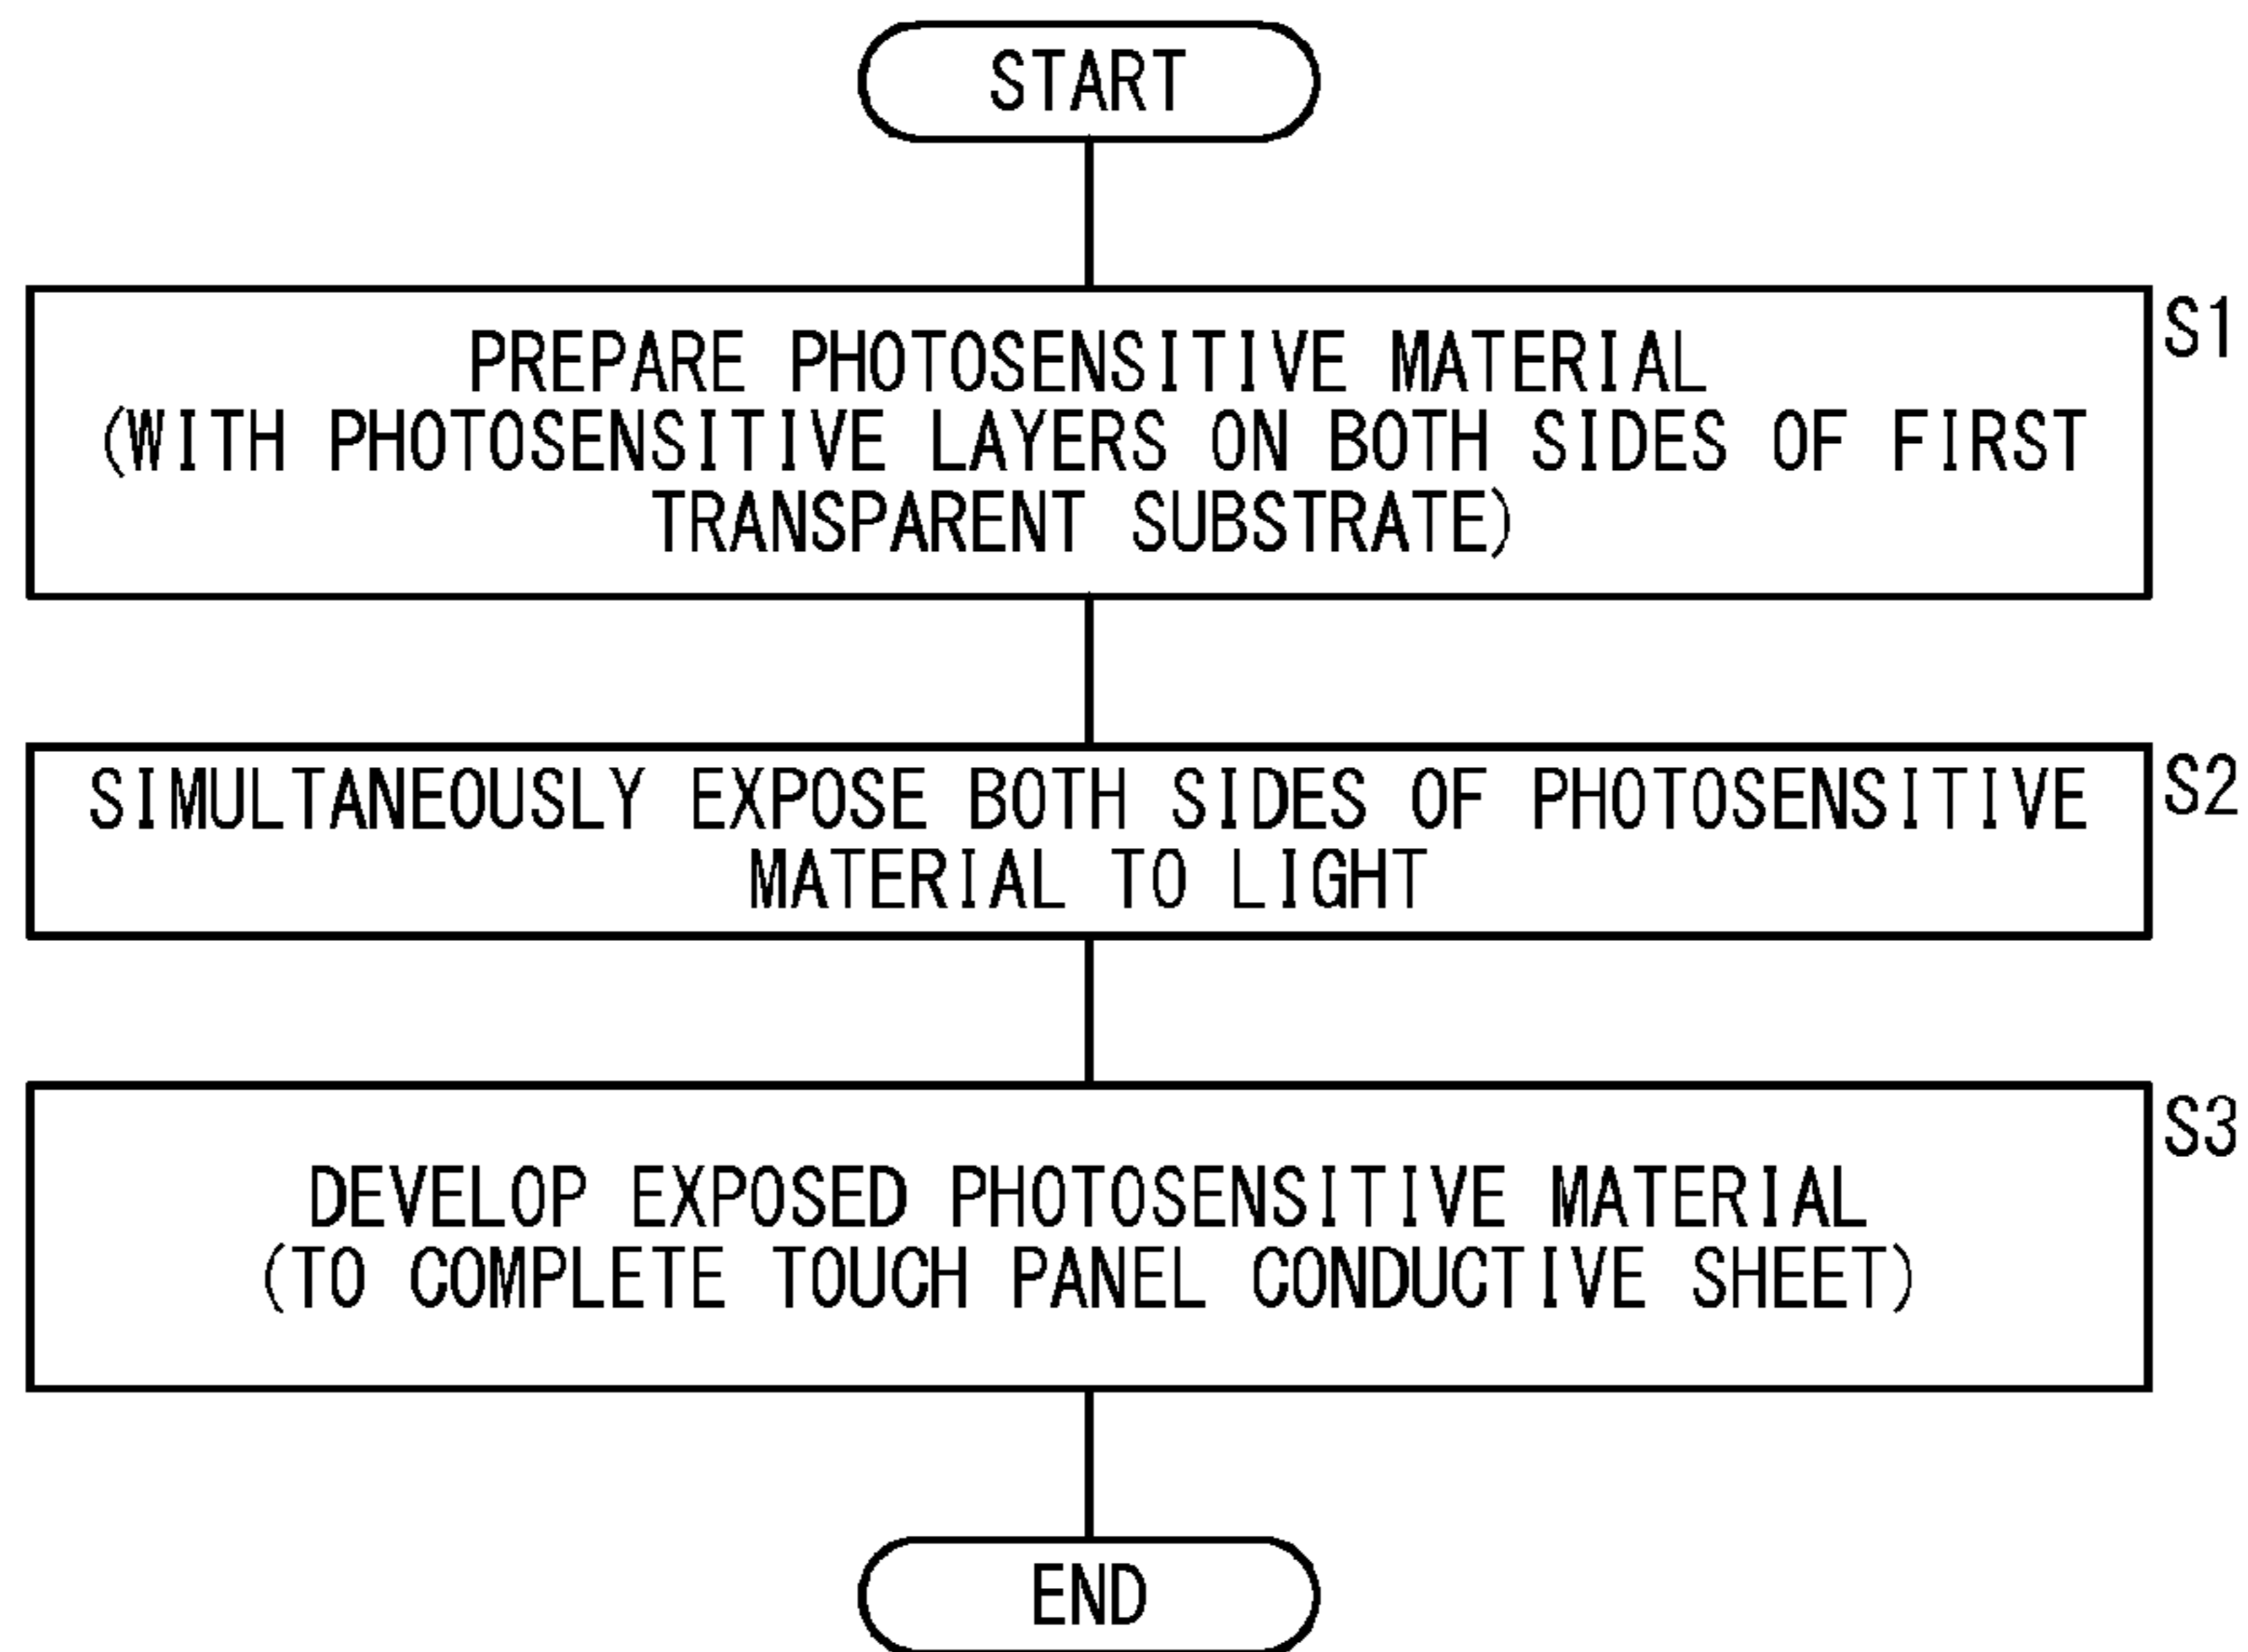 START
S1
PREPARE PHOTOSENSITIVE MATERIAL
(WITH PHOTOSENSITIVE LAYERS ON BOTH SIDES OF FIRST
TRANSPARENT SUBSTRATE)
S2
SIMULTANEOUSLY EXPOSE BOTH SIDES OF PHOTOSENSITIVE
MATERIAL TO LIGHT
S3
DEVELOP EXPOSED PHOTOSENSITIVE MATERIAL
(TO COMPLETE TOUCH PANEL CONDUCTIVE SHEET)
END